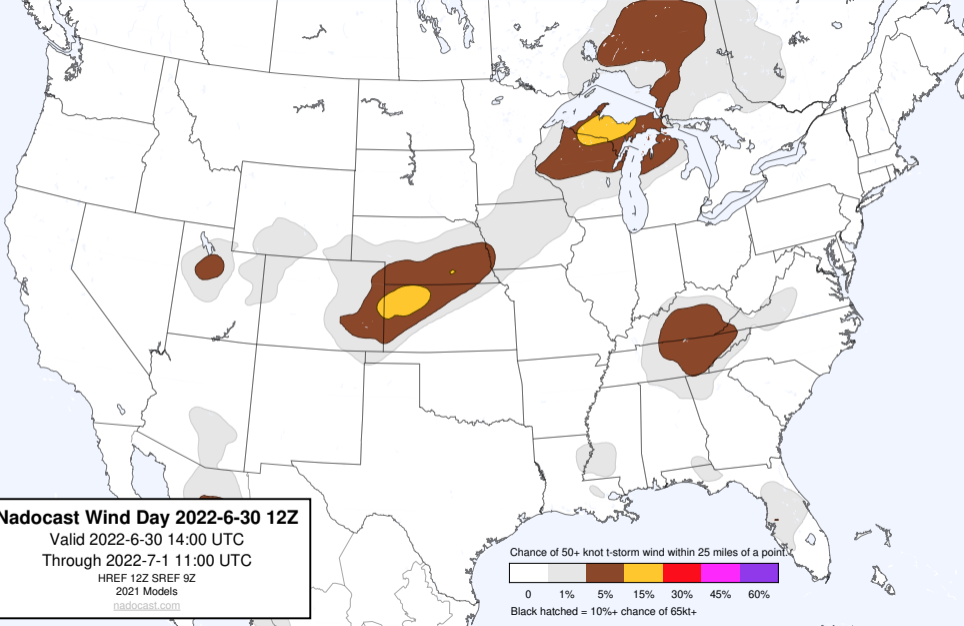 Nadocast Wind Day 2022-6-30 12Z
Valid 2022-6-30 14:00 UTC
Through 2022-7-1 11:00 UTC
HREF 12Z SREF 9Z
2021 Models
nadocast.com
Chance of 50+ knot t-storm wind within 25 miles of a point.
0 1% 5% 15% 30% 45% 60%
Black hatched = 10%+ chance of 65kt+